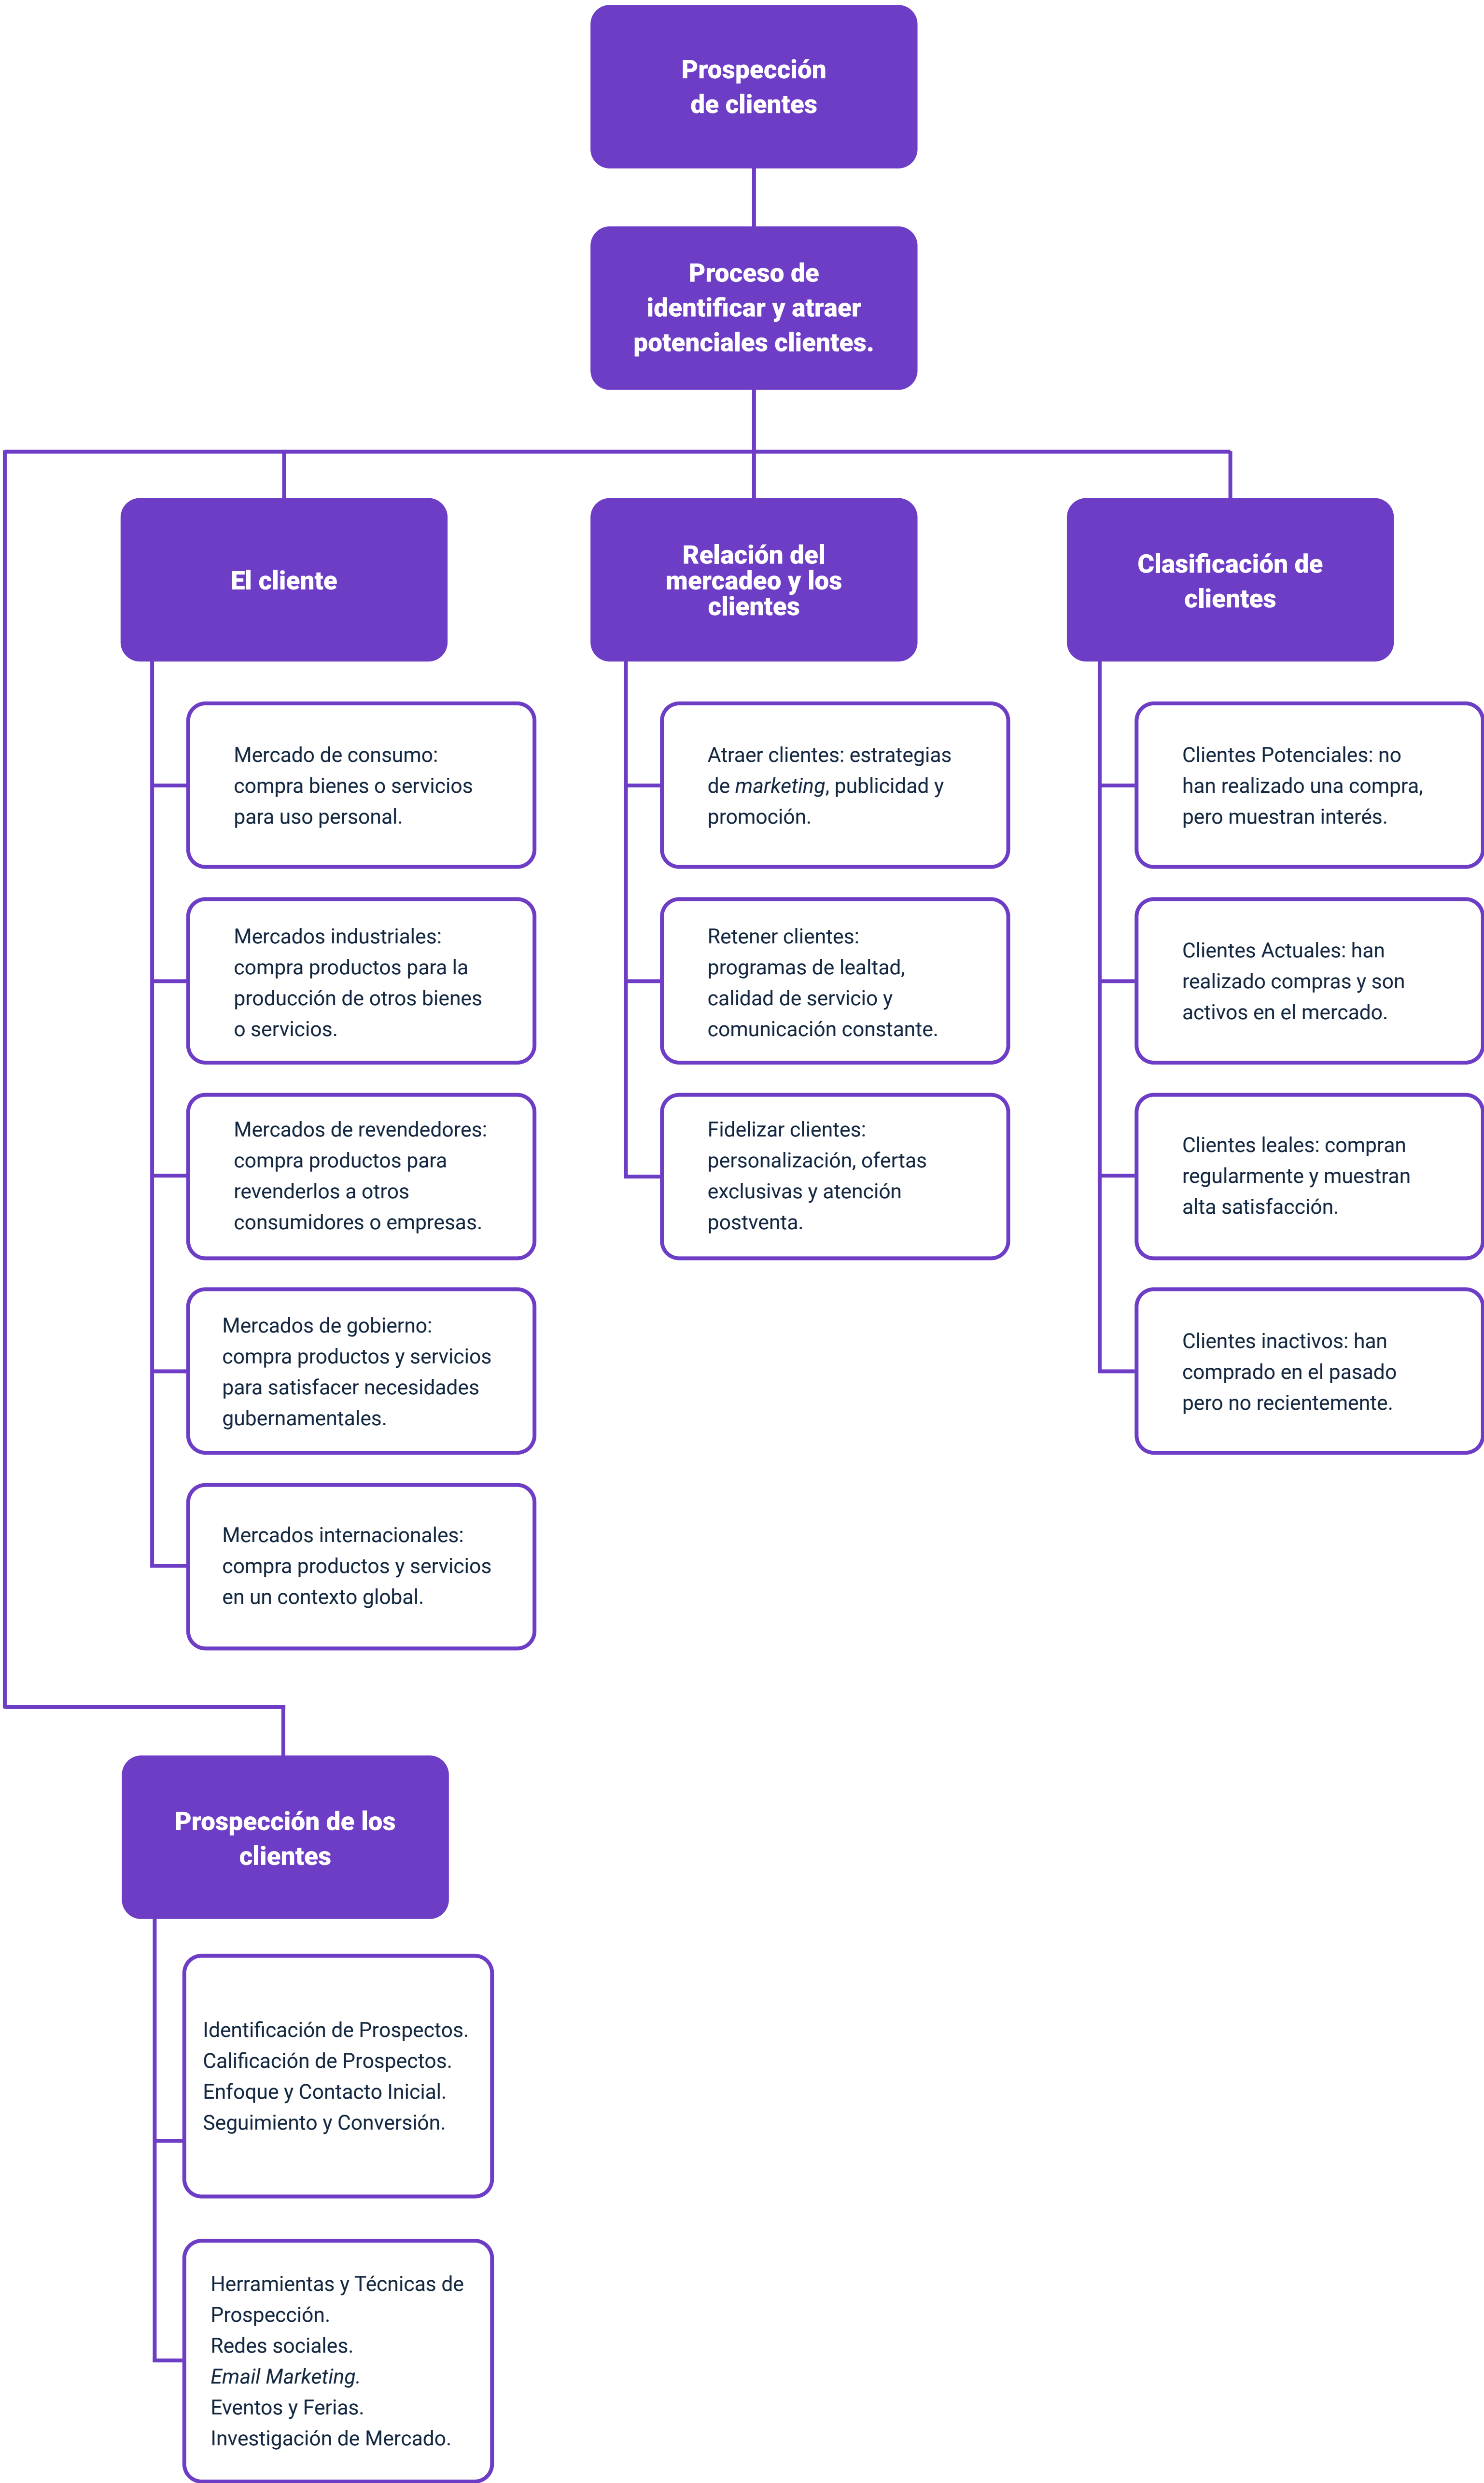 Prospección
de clientes
Proceso de
identificar y atraer
potenciales clientes.
El cliente
Mercado de consumo:
compra bienes o servicios
para uso personal.
Mercados industriales:
compra productos para la
producción de otros bienes
o servicios.
Mercados de revendedores:
compra productos para
revenderlos a otros
consumidores o empresas.
Mercados de gobierno:
compra productos y servicios
para satisfacer necesidades
gubernamentales.
Mercados internacionales:
compra productos y servicios
en un contexto global.
Relación del
mercadeo y los
clientes
Atraer clientes: estrategias
de marketing, publicidad y
promoción.
Retener clientes:
programas de lealtad,
calidad de servicio y
comunicación constante.
Fidelizar clientes:
personalización, ofertas
exclusivas y atención
postventa.
Clasificación de
clientes
Clientes Potenciales: no
han realizado una compra,
pero muestran interés.
Clientes Actuales: han
realizado compras y son
activos en el mercado.
Clientes leales: compran
regularmente y muestran
alta satisfacción.
Clientes inactivos: han
comprado en el pasado
pero no recientemente.
Prospección de los
clientes
Identificación de Prospectos.
Calificación de Prospectos.
Enfoque y Contacto Inicial.
Seguimiento y Conversión.
Herramientas y Técnicas de
Prospección.
Redes sociales.
Email Marketing.
Eventos y Ferias.
Investigación de Mercado.